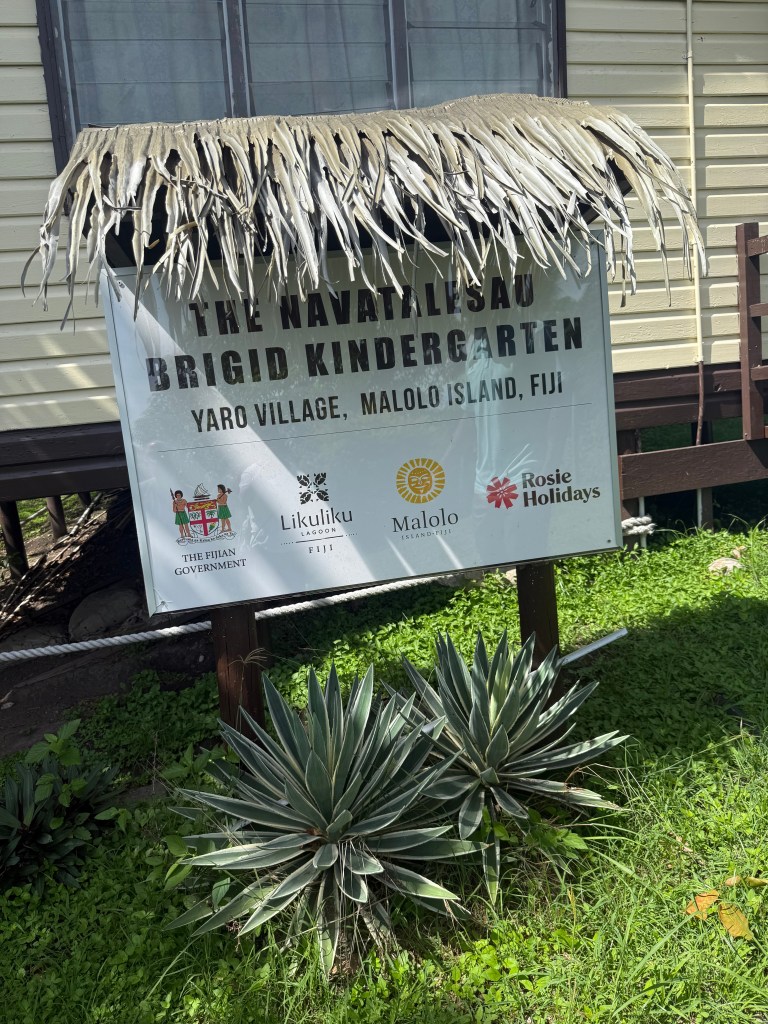 THE NAVATALESAU
BRIGID KINDERGARTEN
YARO VILLAGE, MALOLO ISLAND, FIJI
THE FIJIAN
GOVERNMENT
Likuliku
LAGOON
FIJI
Malolo
ISLAND·FIJI
Rosie
Holidays